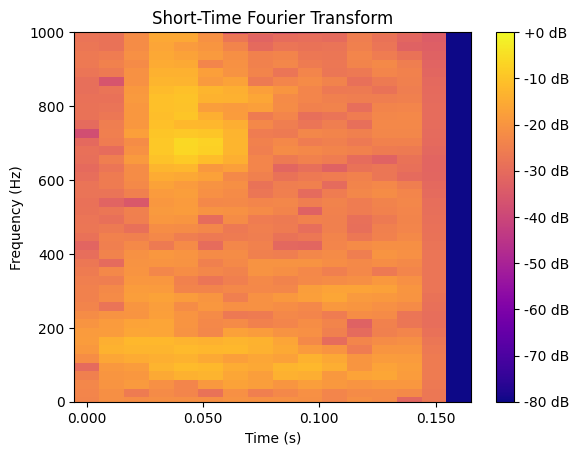 Short-Time Fourier Transform
1000
800
600
400
200
0
Frequency (Hz)
0.000
0.050
0.100
0.150
Time (s)
+0 dB
-10 dB
-20 dB
-30 dB
-40 dB
-50 dB
-60 dB
-70 dB
-80 dB